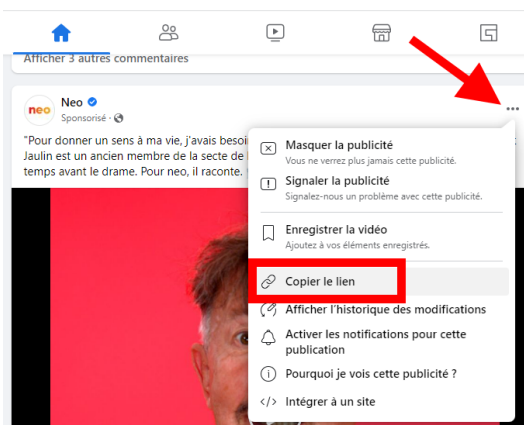 Afficher 3 autres commentaires
neo
Neo
Sponsorisé ·
"Pour donner un sens à ma vie, j'avais
Jaulin est un ancien membre de la secte de
temps avant le drame. Pour neo, il raconte.
Masquer la publicité
Vous ne verrez plus jamais cette publicité.
Signaler la publicité
Signalez-nous un problème avec cette publicité.
Enregistrer la vidéo
Ajoutez à vos éléments enregistrés.
Copier le lien
Afficher l'historique des modifications
Activer les notifications pour cette
publication
Pourquoi je vois cette publicité ?
Intégrer à un site